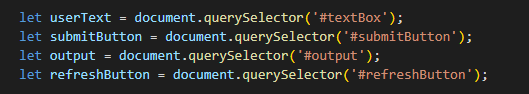 let userText = document.querySelector('#textBox');
let submitButton = document.querySelector('#submitButton');
let output = document.querySelector('#output');
let refreshButton = document.querySelector('#refreshButton');